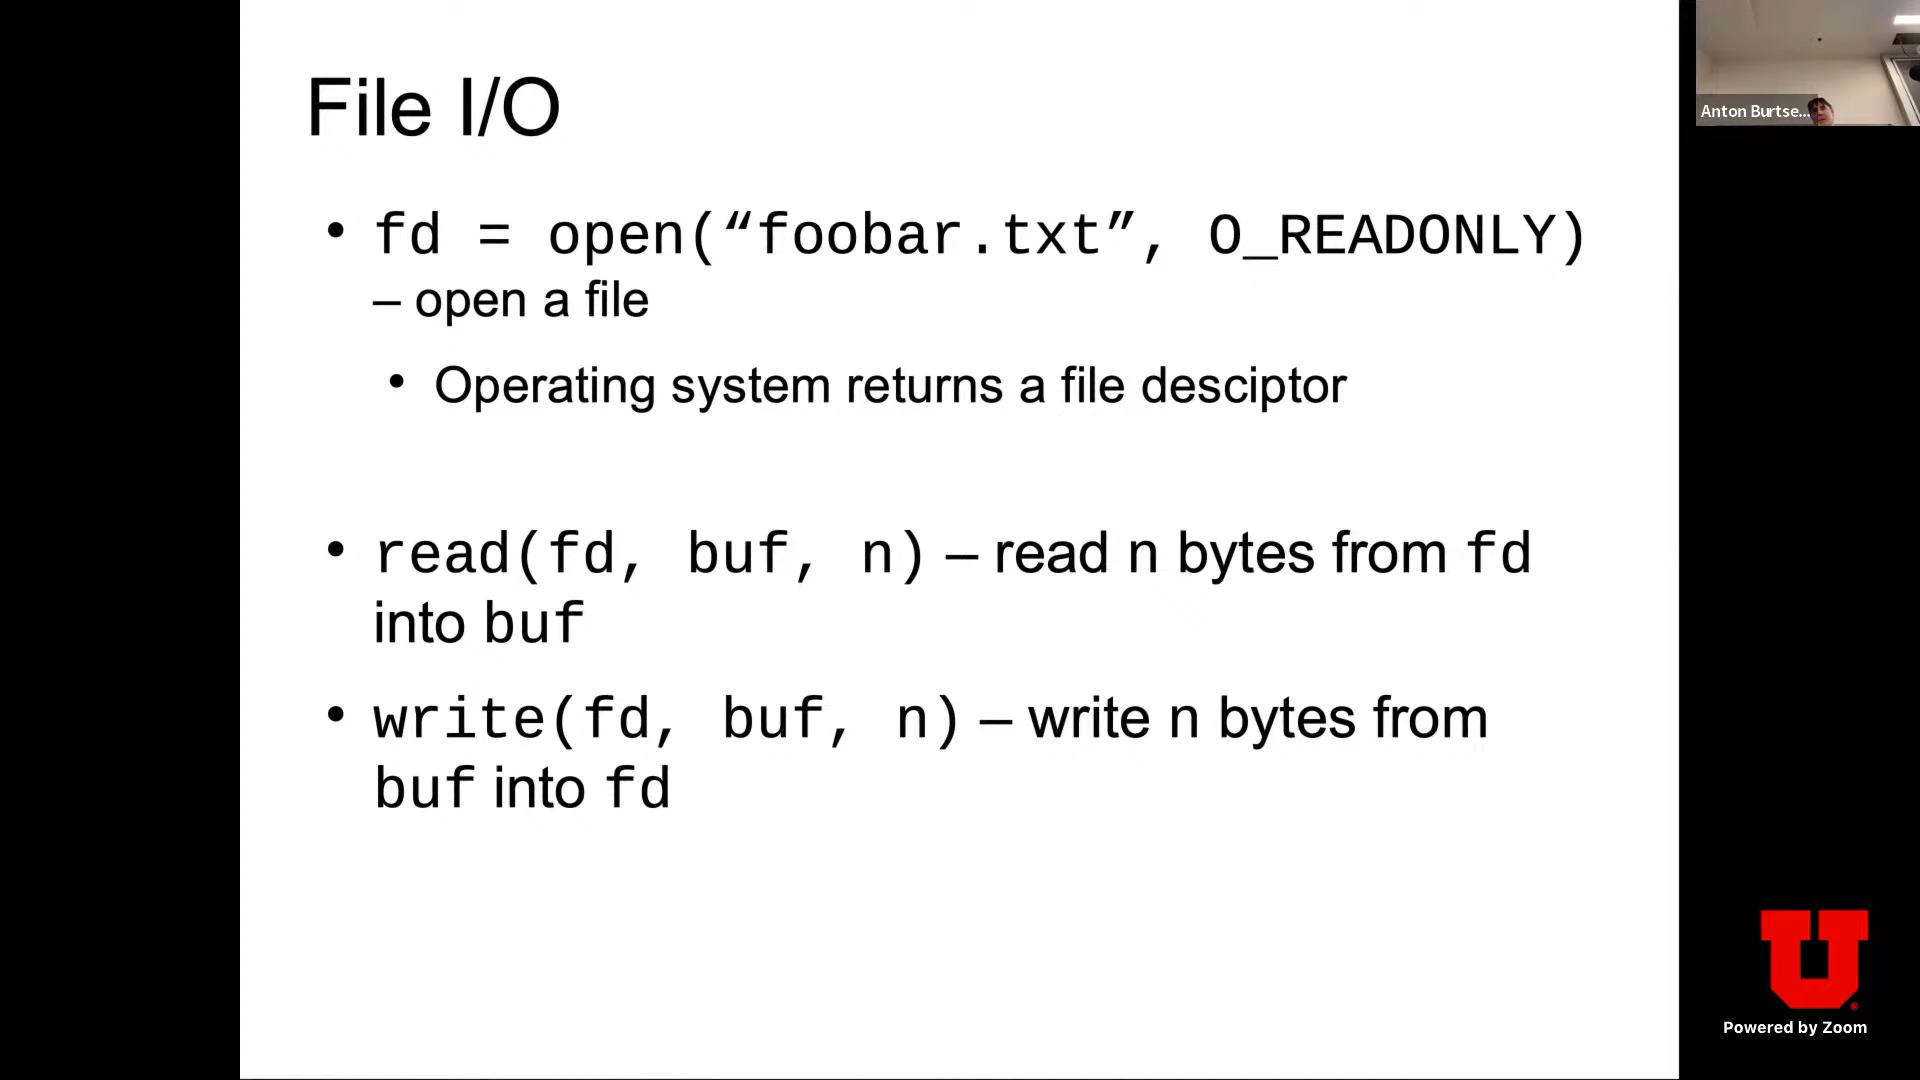 File I/O
• fd = open(“foobar.txt”, O_READONLY)
– open a file
• Operating system returns a file desciptor
• read(fd, buf, n) – read n bytes from fd
into buf
• write(fd, buf, n) – write n bytes from
buf into fd
Anton Burtse...
U
Powered by Zoom